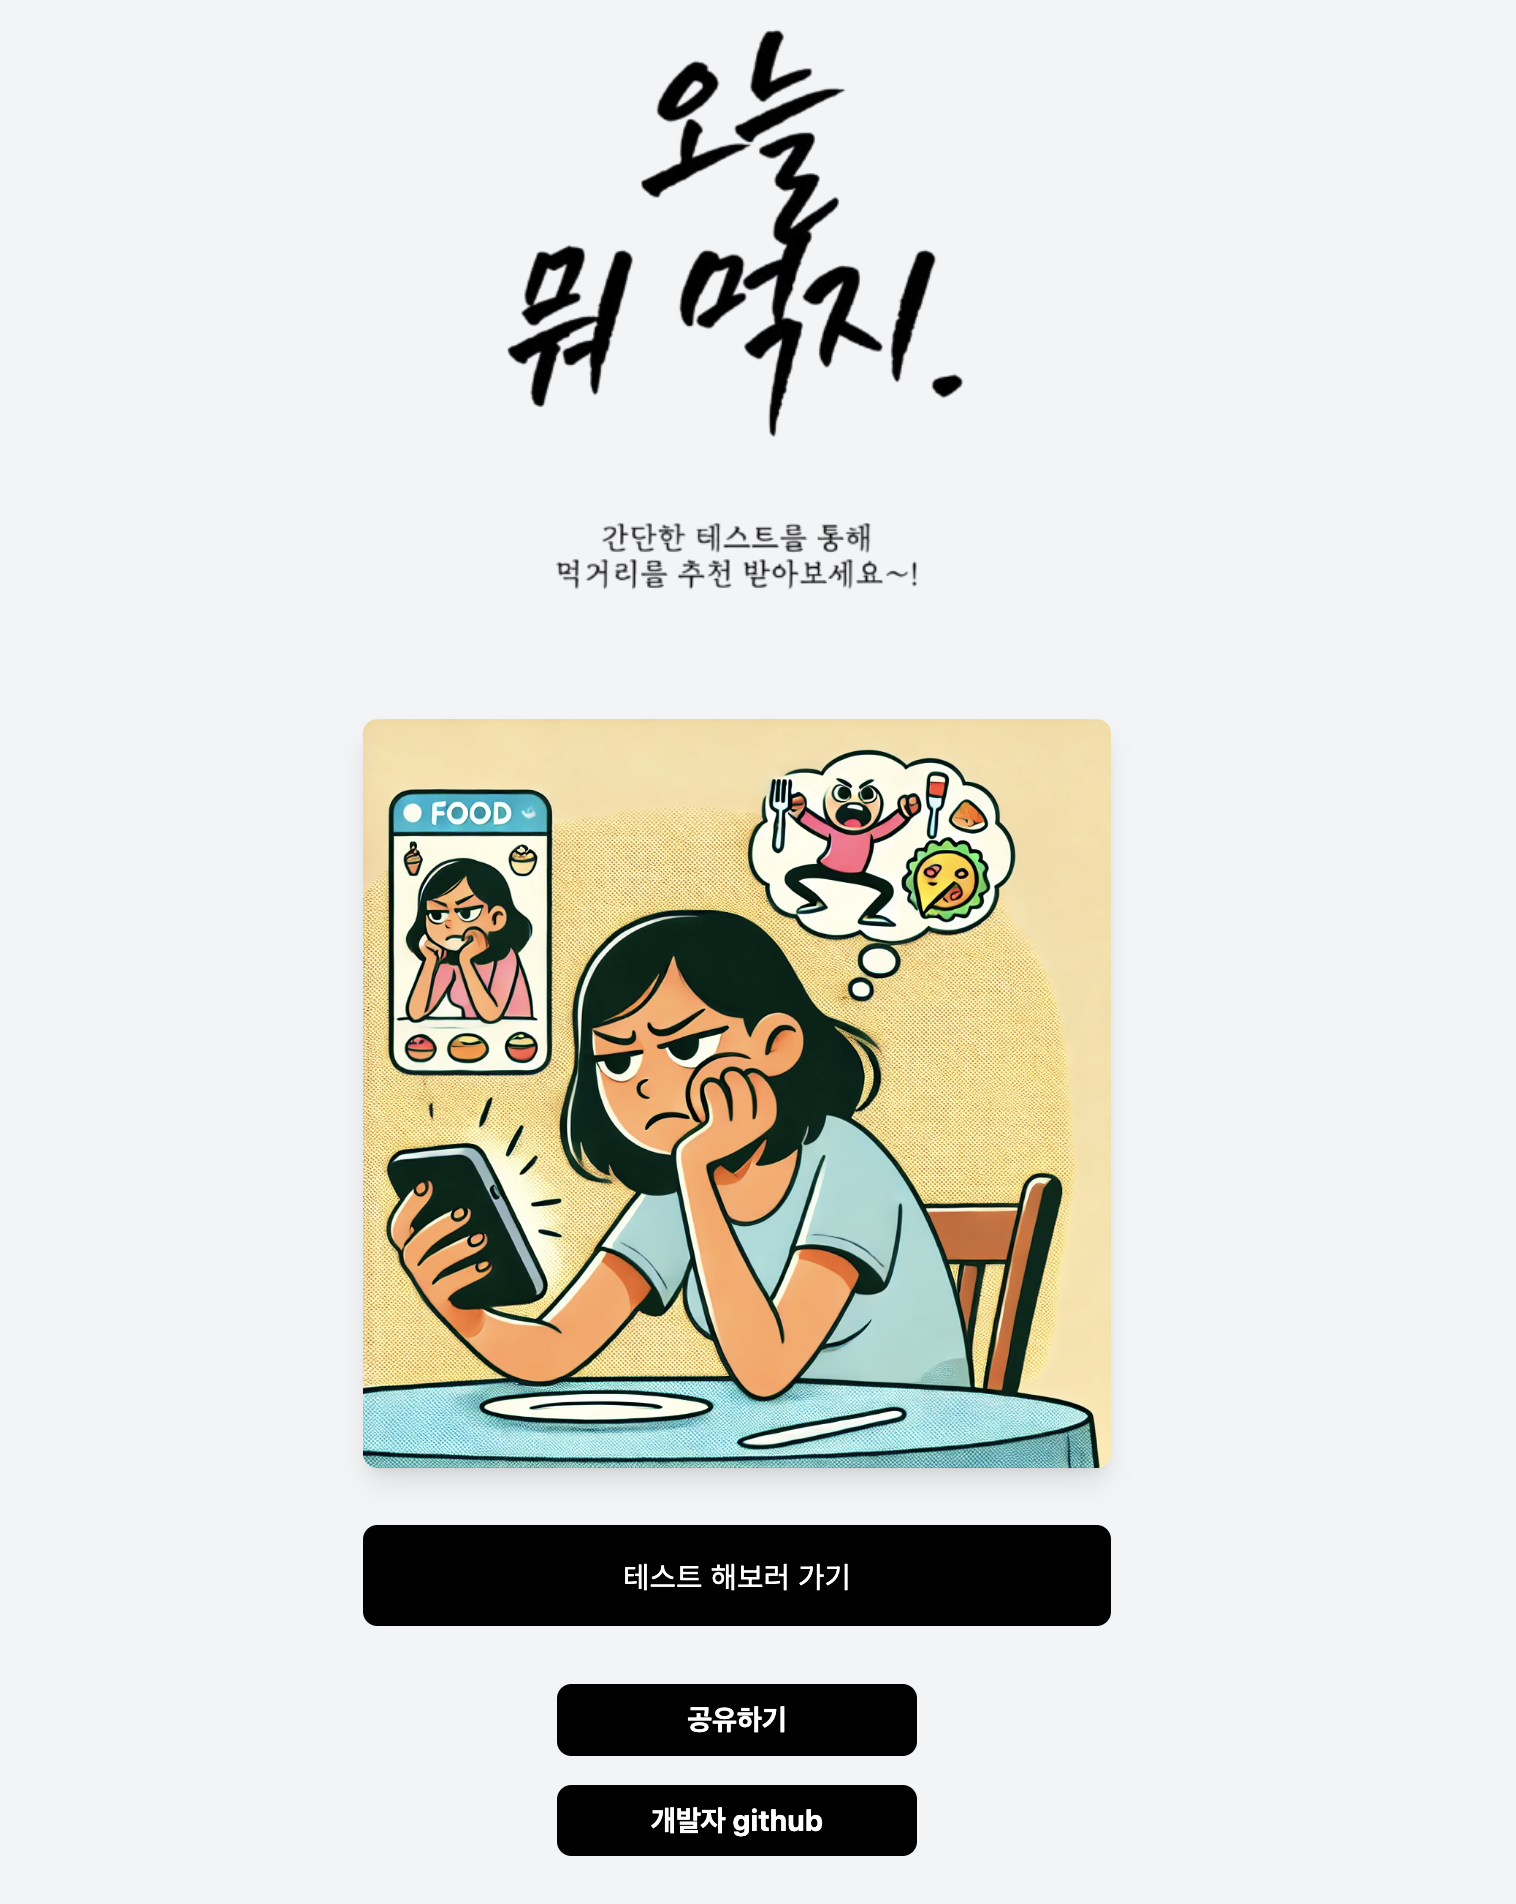 오늘
뭐 먹지.
간단한 테스트를 통해
먹거리를 추천 받아보세요~!
FOOD
테스트 해보러 가기
공유하기
개발자 github